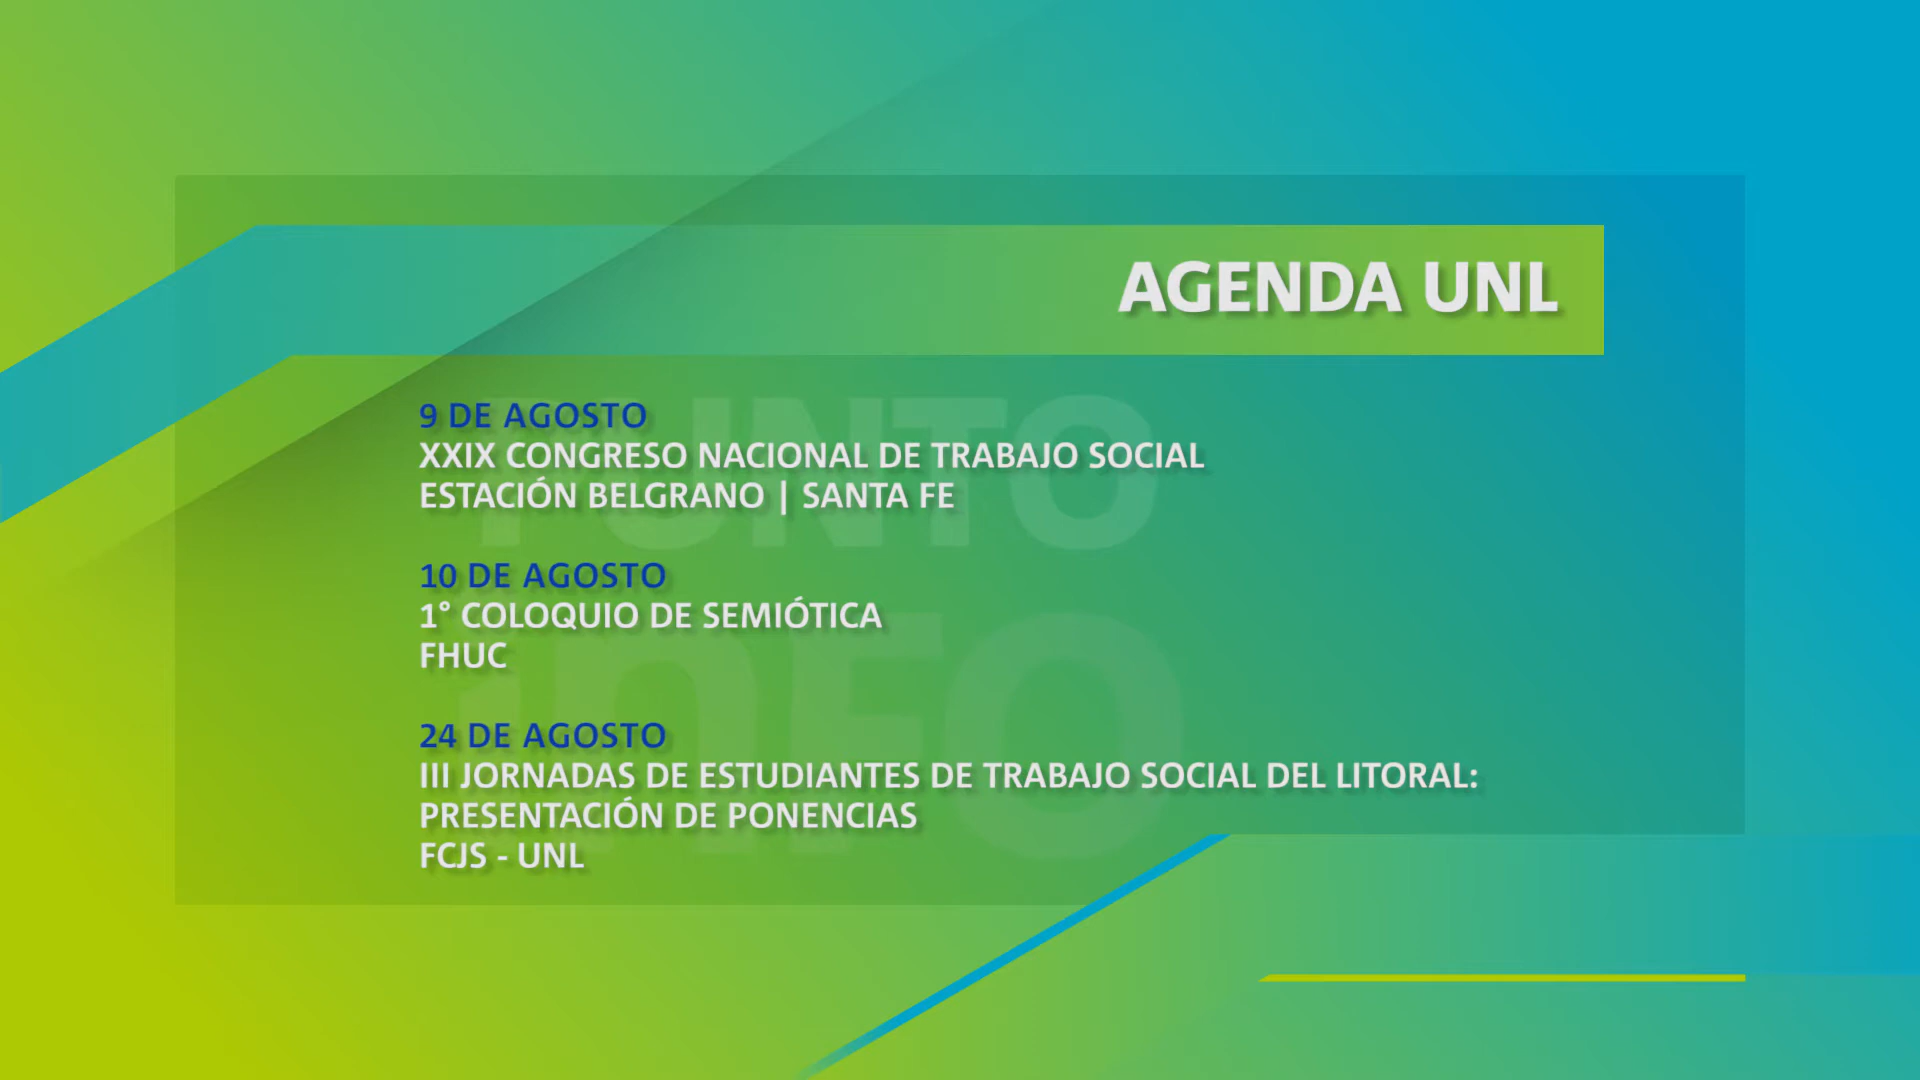 AGENDA UNL
9 DE AGOSTO
XXIX CONGRESO NACIONAL DE TRABAJO SOCIAL
ESTACIÓN BELGRANO | SANTA FE
10 DE AGOSTO
1° COLOQUIO DE SEMIÓTICA
FHUC
24 DE AGOSTO
III JORNADAS DE ESTUDIANTES DE TRABAJO SOCIAL DEL LITORAL:
PRESENTACIÓN DE PONENCIAS
FCJS - UNL
PUNTO
inFO